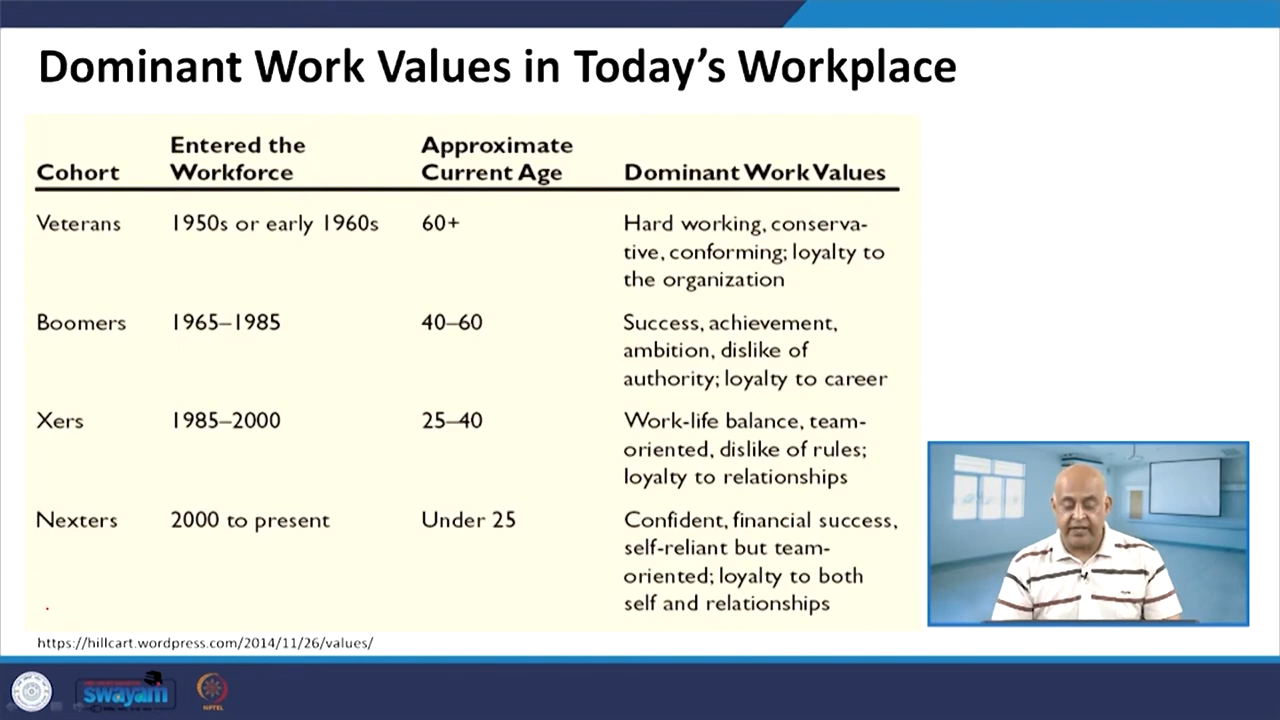 Dominant Work Values in Today's Workplace
Entered the Approximate
Cohort Workforce Current Age Dominant Work Values
Veterans 1950s or early 1960s 60+ Hard working, conserva-
tive, conforming; loyalty to
the organization
Boomers 1965–1985 40–60 Success, achievement,
ambition, dislike of
authority; loyalty to career
Xers 1985–2000 25–40 Work-life balance, team-
oriented, dislike of rules;
loyalty to relationships
Nexters 2000 to present Under 25 Confident, financial success,
self-reliant but team-
oriented; loyalty to both
self and relationships
https://hillcart.wordpress.com/2014/11/26/values/
swayam
NPTEL